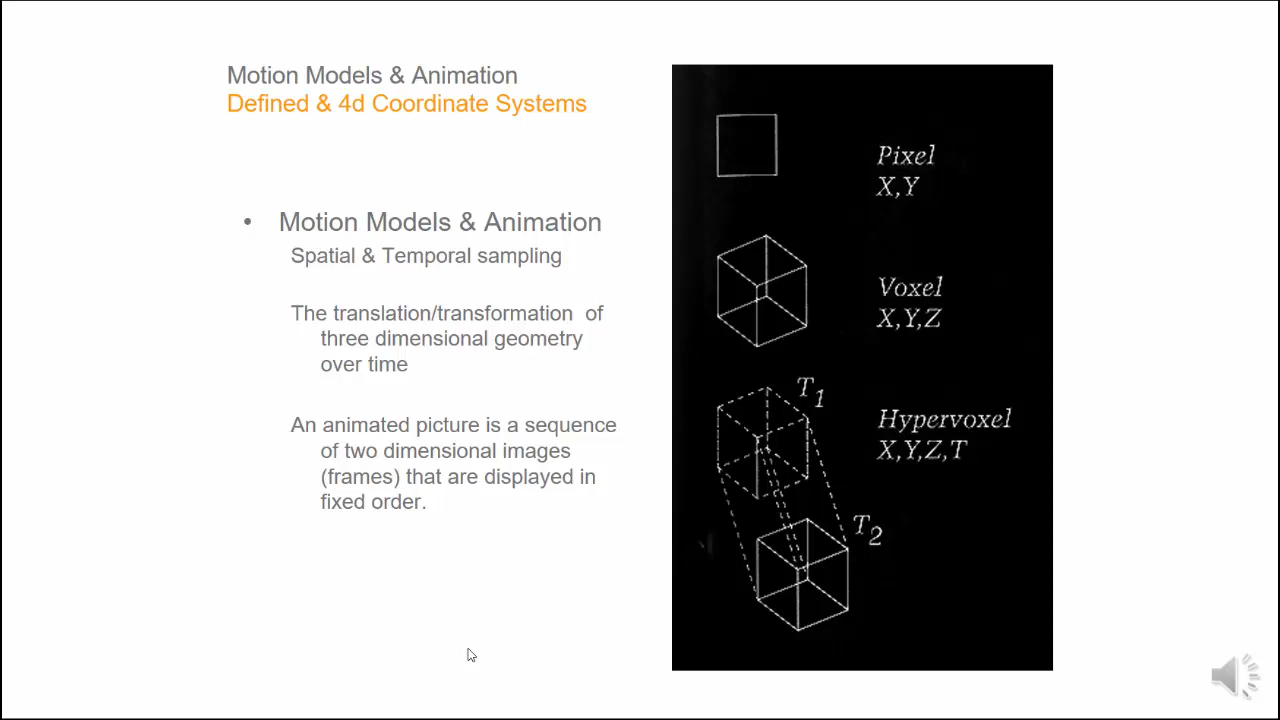 Motion Models & Animation
Defined & 4d Coordinate Systems
• Motion Models & Animation
Spatial & Temporal sampling
The translation/transformation of
three dimensional geometry
over time
An animated picture is a sequence
of two dimensional images
(frames) that are displayed in
fixed order.
Pixel
X,Y
Voxel
X,Y,Z
T1
Hypervoxel
X,Y,Z,T
T2